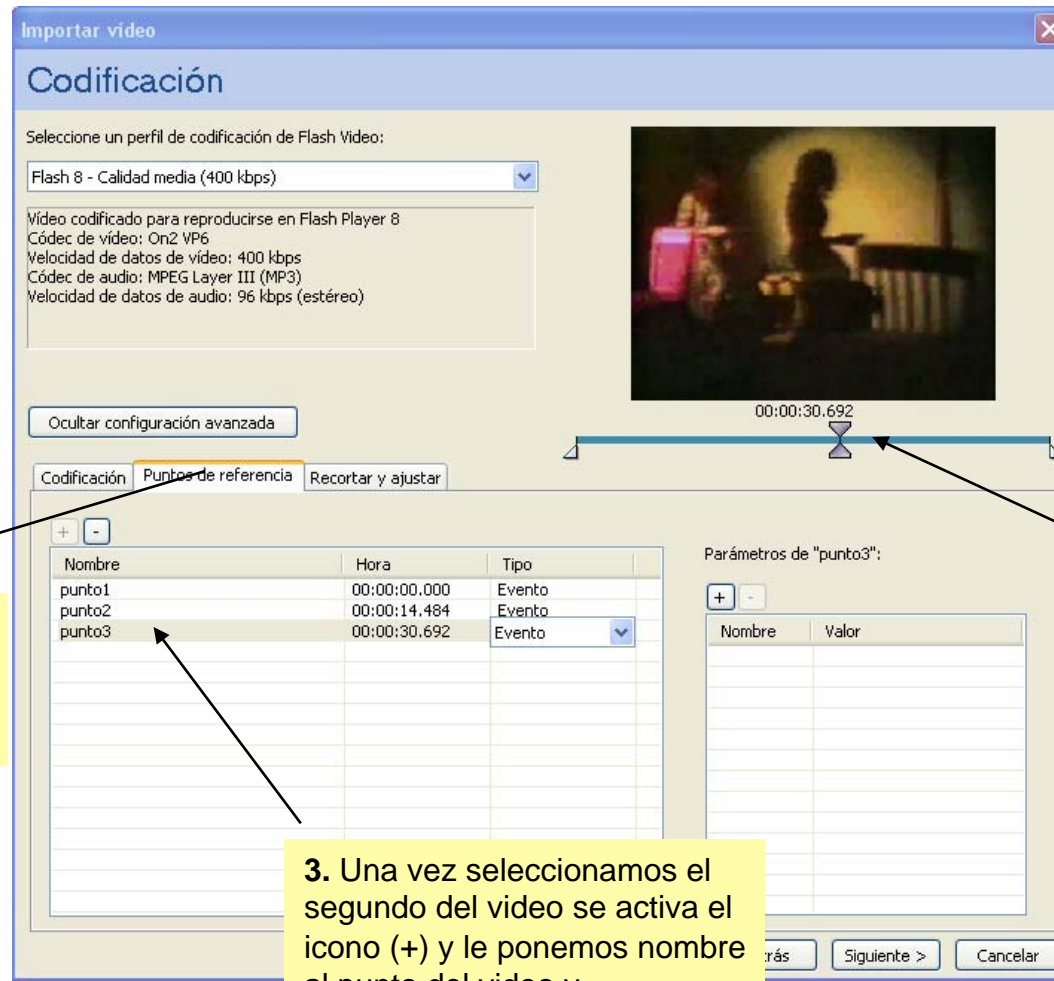 Importar vídeo
Codificación
Seleccione un perfil de codificación de Flash Video:
Flash 8 - Calidad media (400 kbps)
Vídeo codificado para reproducirse en Flash Player 8
Códec de vídeo: On2 VP6
Velocidad de datos de vídeo: 400 kbps
Códec de audio: MPEG Layer III (MP3)
Velocidad de datos de audio: 96 kbps (estéreo)
00:00:30.692
Ocultar configuración avanzada
Codificación Puntos de referencia Recortar y ajustar
+ -
Nombre Hora Tipo
punto1 00:00:00.000 Evento
punto2 00:00:14.484 Evento
punto3 00:00:30.692 Evento
Parámetros de "punto3":
+ -
Nombre Valor
3. Una vez seleccionamos el
segundo del video se activa el
icono (+) y le ponemos nombre
al punto del video y
Siguiente > Cancelar